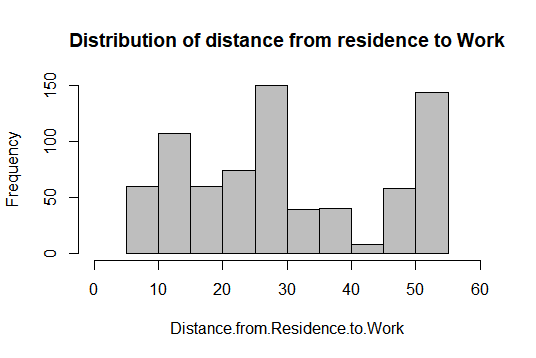 Distribution of distance from residence to Work
Frequency
150
100
50
0
0 10 20 30 40 50 60
Distance.from.Residence.to.Work